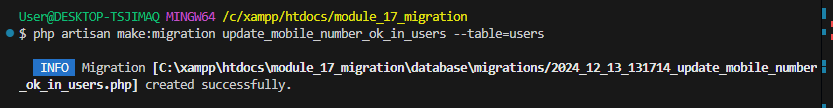 User@DESKTOP-TSJIMAQ MINGW64 /c/xampp/htdocs/module_17_migration
$ php artisan make:migration update_mobile_number_ok_in_users --table=users
INFO Migration [C:\xampp\htdocs\module_17_migration\database\migrations/2024_12_13_131714_update_mobile_number
_ok_in_users.php] created successfully.